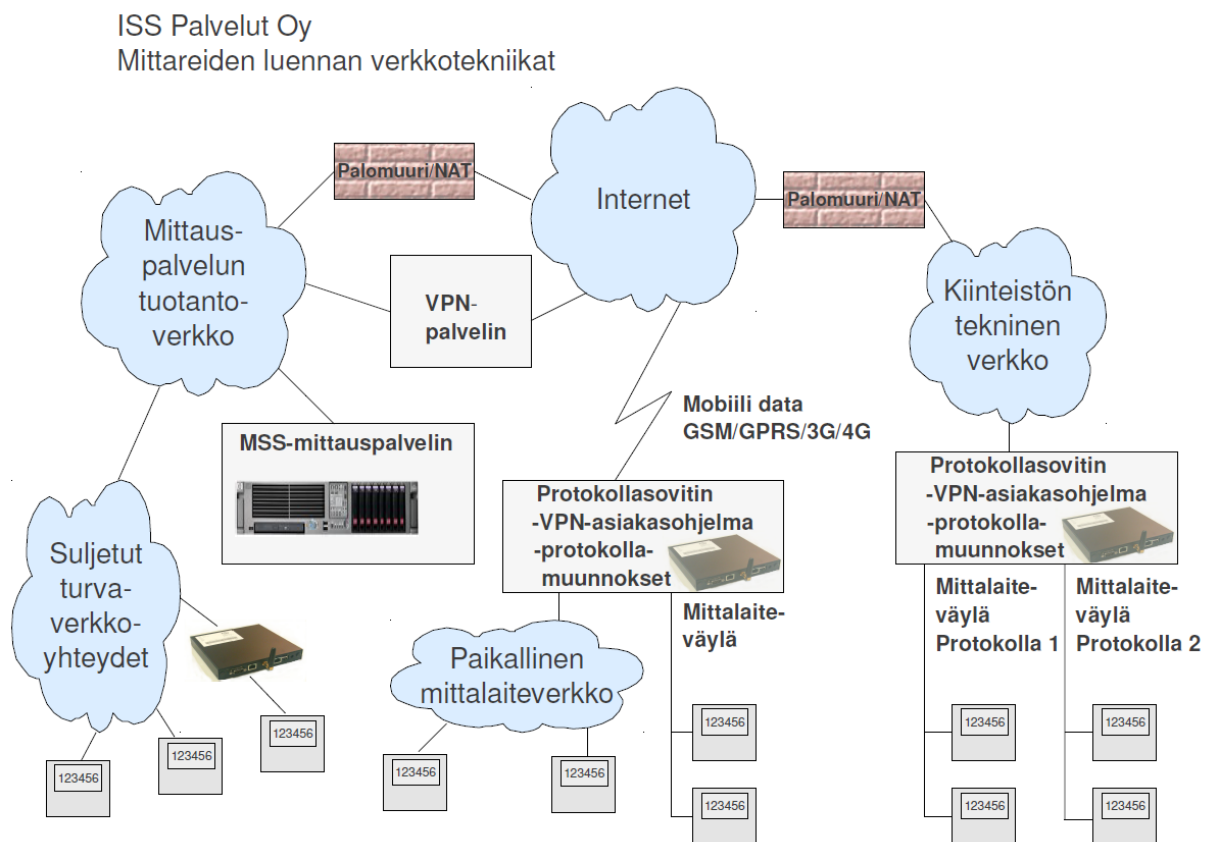 ISS Palvelut Oy
Mittareiden luennan verkkotekniikat
Palomuuri/NAT
Internet
Palomuuri/NAT
Mittaus-
palvelun
tuotanto-
verkko
VPN-
palvelin
Kiinteistön
tekninen
verkko
Mobiili data
GSM/GPRS/3G/4G
MSS-mittauspalvelin
Protokollasovitin
-VPN-asiakasohjelma
-protokolla-
muunnokset
Protokollasovitin
-VPN-asiakasohjelma
-protokolla-
muunnokset
Suljetut
turva-
verkko-
yhteydet
Mittalaite-
väylä
Mittalaite-
väylä
Protokolla 1
Mittalaite-
väylä
Protokolla 2
Paikallinen
mittalaiteverkko
123456
123456
123456
123456
123456
123456
123456
123456
123456
123456
123456